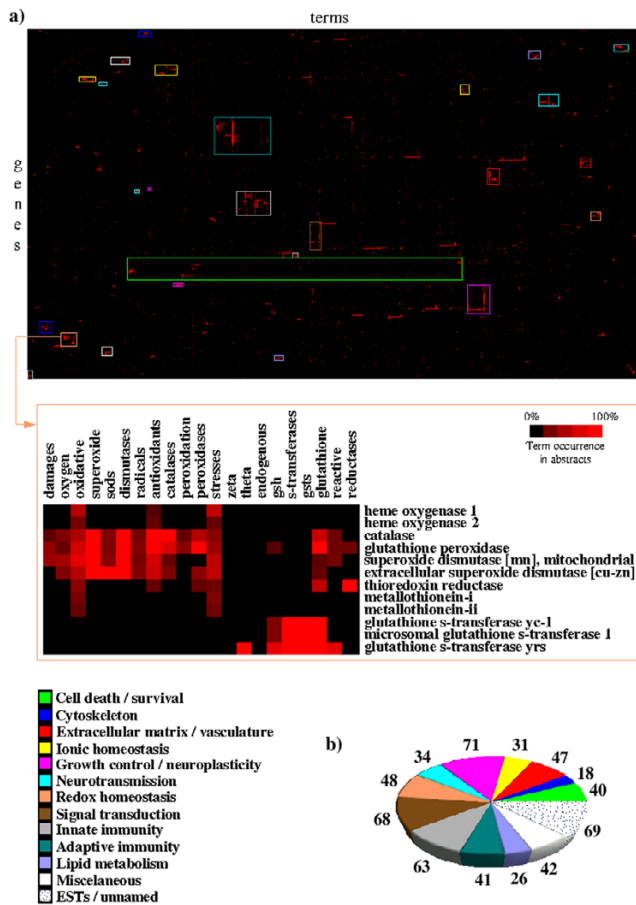 a)
terms
genes
0% 100%
Term occurrence
in abstracts
damages
oxygen
oxidative
superoxide
sods
dismutases
radicals
antioxidants
catalases
peroxidation
peroxidases
stresses
zeta
theta
endogenous
gsh
s-transferases
gsts
glutathione
reactive
reductases
heme oxygenase 1
heme oxygenase 2
catalase
glutathione peroxidase
superoxide dismutase [mn], mitochondrial
extracellular superoxide dismutase [cu-zn]
thioredoxin reductase
metallothionein-i
metallothionein-ii
glutathione s-transferase yc-1
microsomal glutathione s-transferase 1
glutathione s-transferase yrs
Cell death / survival
Cytoskeleton
Extracellular matrix / vasculature
Ionic homeostasis
Growth control / neuroplasticity
Neurotransmission
Redox homeostasis
Signal transduction
Innate immunity
Adaptive immunity
Lipid metabolism
Miscelaneous
ESTs / unnamed
b)
71
31
47
18
40
69
42
26
41
63
68
48
34